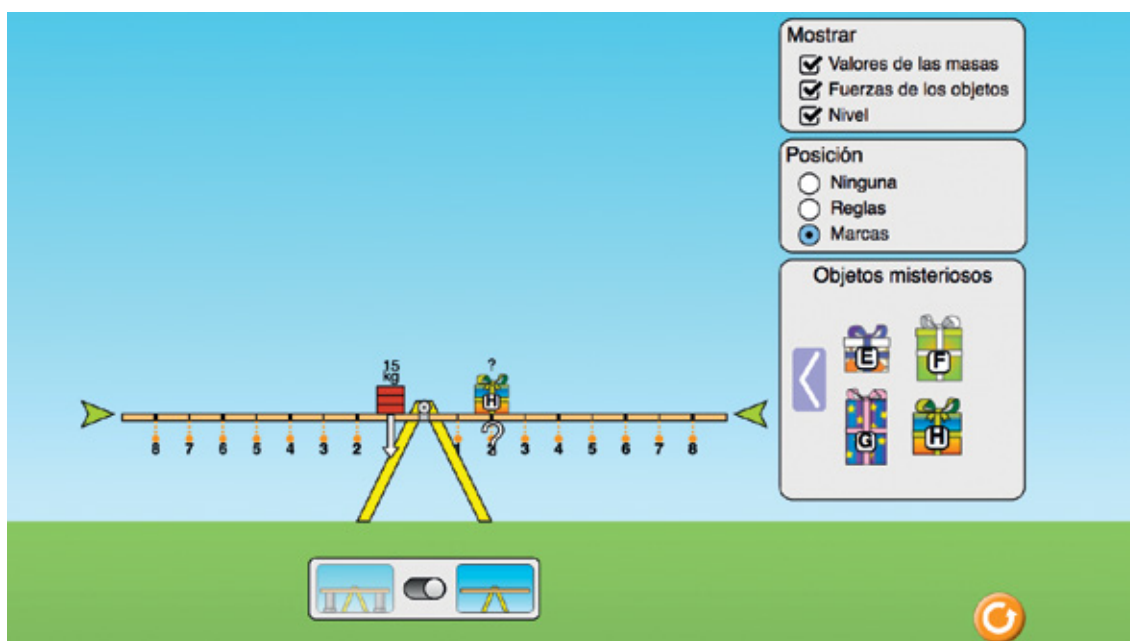 Mostrar
Valores de las masas
Fuerzas de los objetos
Nivel
Posición
Ninguna
Reglas
Marcas
Objetos misteriosos
E F
G H
15
kg
?
H
8 7 6 5 4 3 2 1 2 3 4 5 6 7 8
?